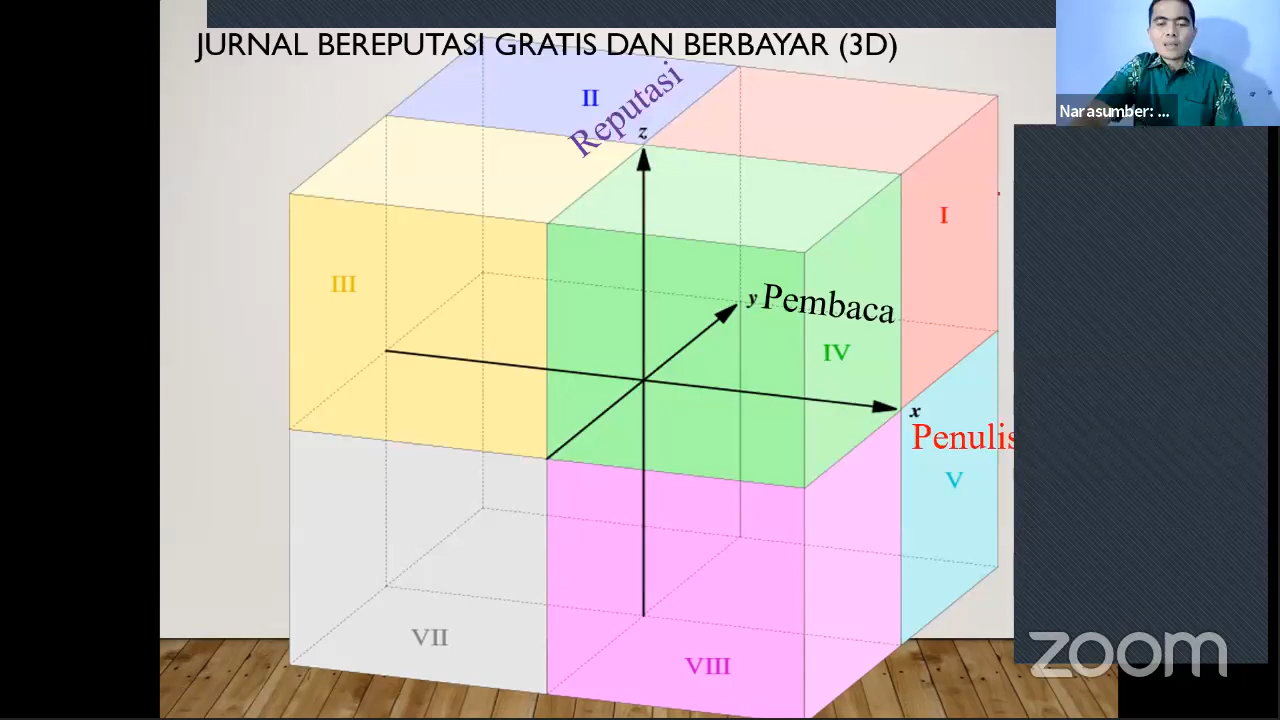 JURNAL BEREPUTASI GRATIS DAN BERBAYAR (3D)
Narasumber: ...
II
Reputasi
z
I
III
y Pembaca
IV
x
Penulis
V
VII
VIII
zoom